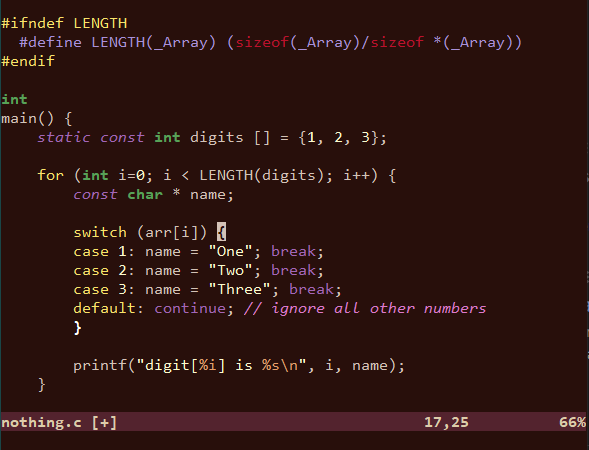 #ifndef LENGTH
  #define LENGTH(_Array) (sizeof(_Array)/sizeof *(_Array))
#endif
int
main() {
    static const int digits [] = {1, 2, 3};
    for (int i=0; i < LENGTH(digits); i++) {
        const char * name;
        switch (arr[i]) {
        case 1: name = "One"; break;
        case 2: name = "Two"; break;
        case 3: name = "Three"; break;
        default: continue; // ignore all other numbers
        }
        printf("digit[%i] is %s\n", i, name);
    }
nothing.c [+] 17,25 66%